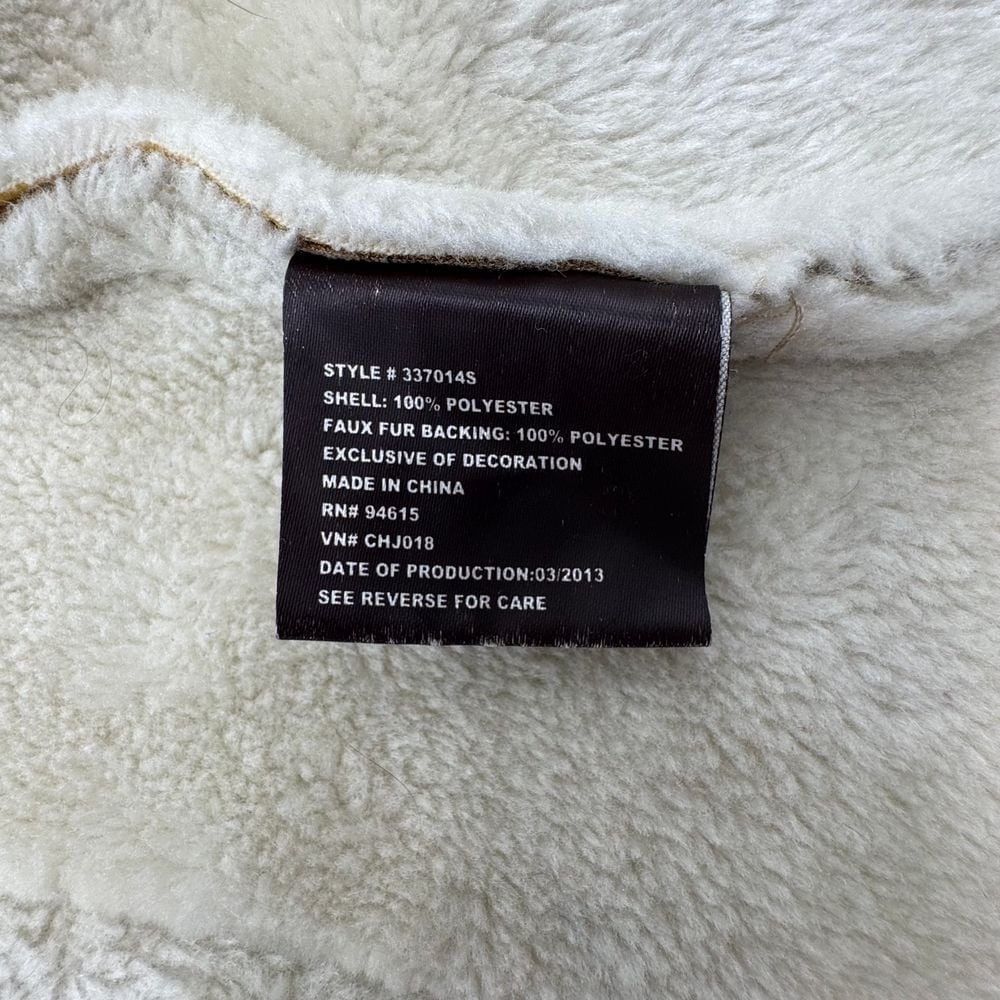 STYLE # 337014S
SHELL: 100% POLYESTER
FAUX FUR BACKING: 100% POLYESTER
EXCLUSIVE OF DECORATION
MADE IN CHINA
RN# 94615
VN# CHJ018
DATE OF PRODUCTION:03/2013
SEE REVERSE FOR CARE